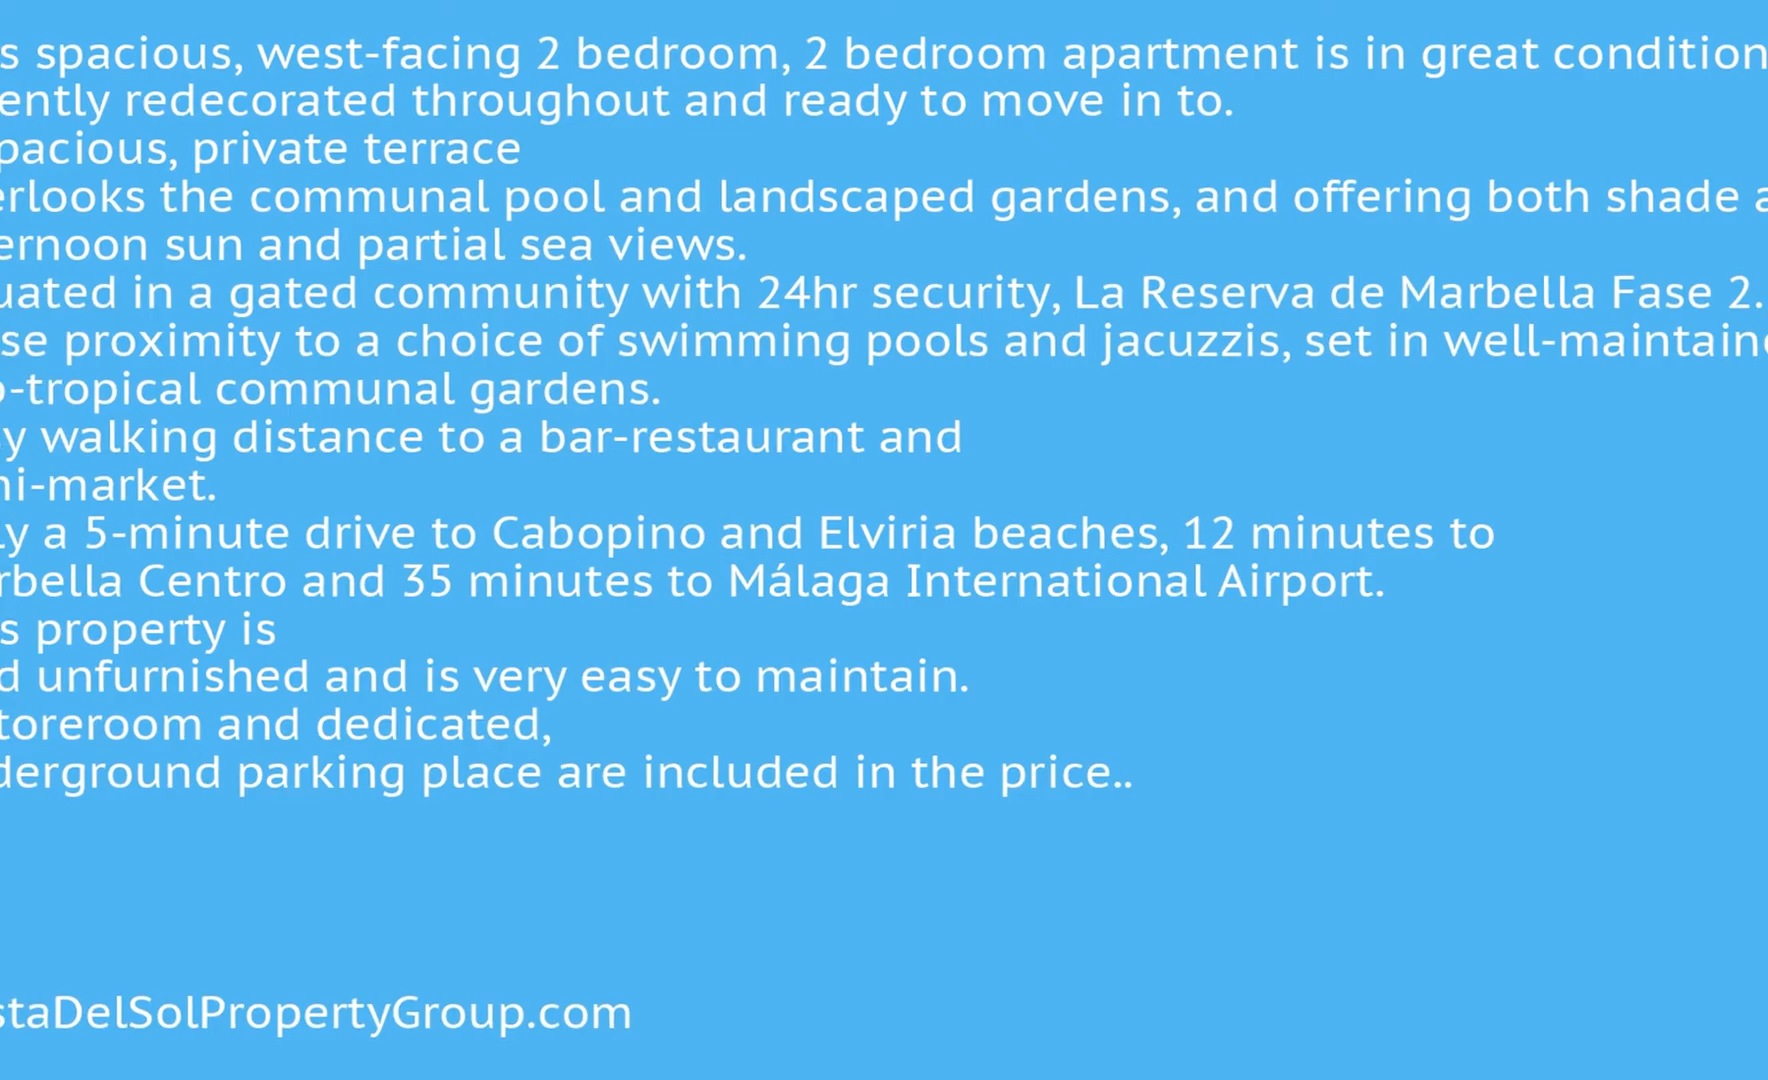 s spacious, west-facing 2 bedroom, 2 bedroom apartment is in great condition
ently redecorated throughout and ready to move in to.
pacious, private terrace
erlooks the communal pool and landscaped gardens, and offering both shade a
ernoon sun and partial sea views.
uated in a gated community with 24hr security, La Reserva de Marbella Fase 2.
se proximity to a choice of swimming pools and jacuzzis, set in well-maintaine
-tropical communal gardens.
y walking distance to a bar-restaurant and
ni-market.
ly a 5-minute drive to Cabopino and Elviria beaches, 12 minutes to
rbella Centro and 35 minutes to Málaga International Airport.
s property is
d unfurnished and is very easy to maintain.
toreroom and dedicated,
derground parking place are included in the price..
staDelSolPropertyGroup.com